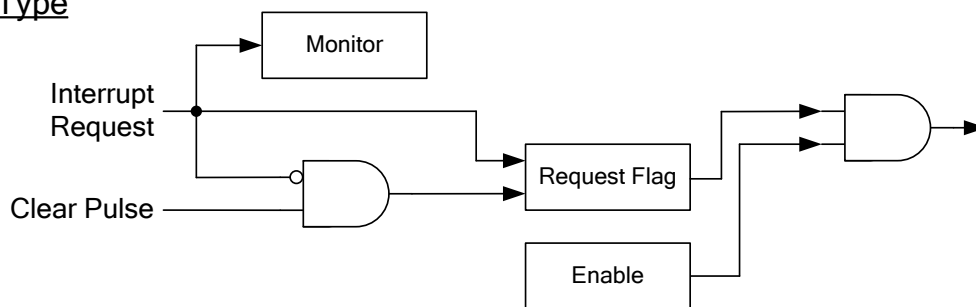 Type
Monitor
Interrupt
Request
Request Flag
Clear Pulse
Enable